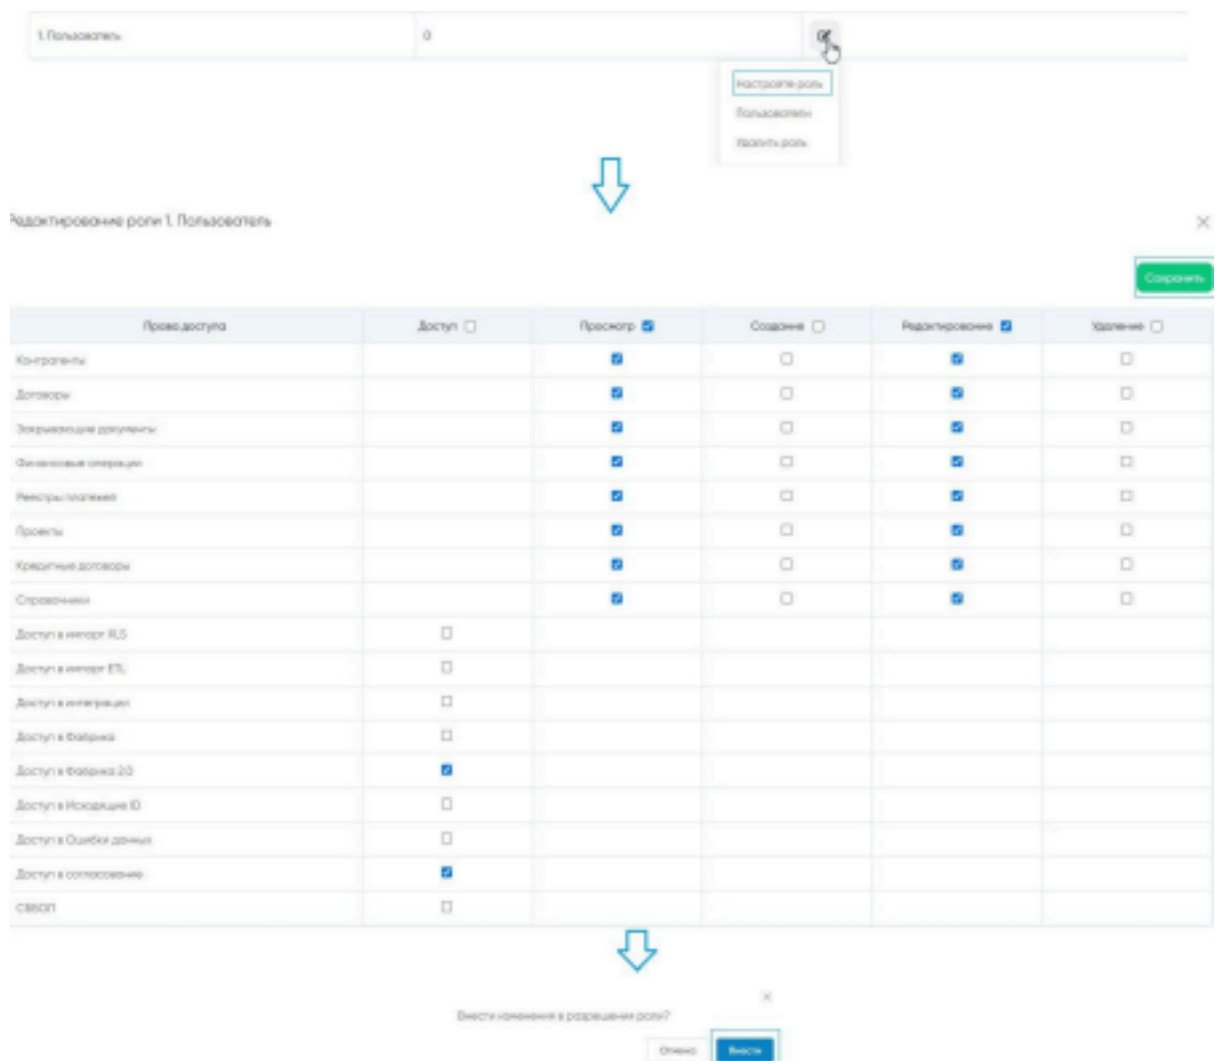 1. Пользователь 0
Настройте роль
Пользователи
Удалить роль
Редактирование роли 1. Пользователь
Сохранить
Права доступа Доступ Просмотр Создание Редактирование Удаление
Контрагенты
Договоры
Закрывающие документы
Финансовые операции
Реестры платежей
Проекты
Кредитные договоры
Справочники
Доступ в импорт XLS
Доступ в импорт ETL
Доступ в интеграции
Доступ в Фабрика
Доступ в Фабрика 2.0
Доступ в Исходящие ID
Доступ в Ошибки данных
Доступ в согласование
Внести изменения в разрешения роли?
Отмена Внести